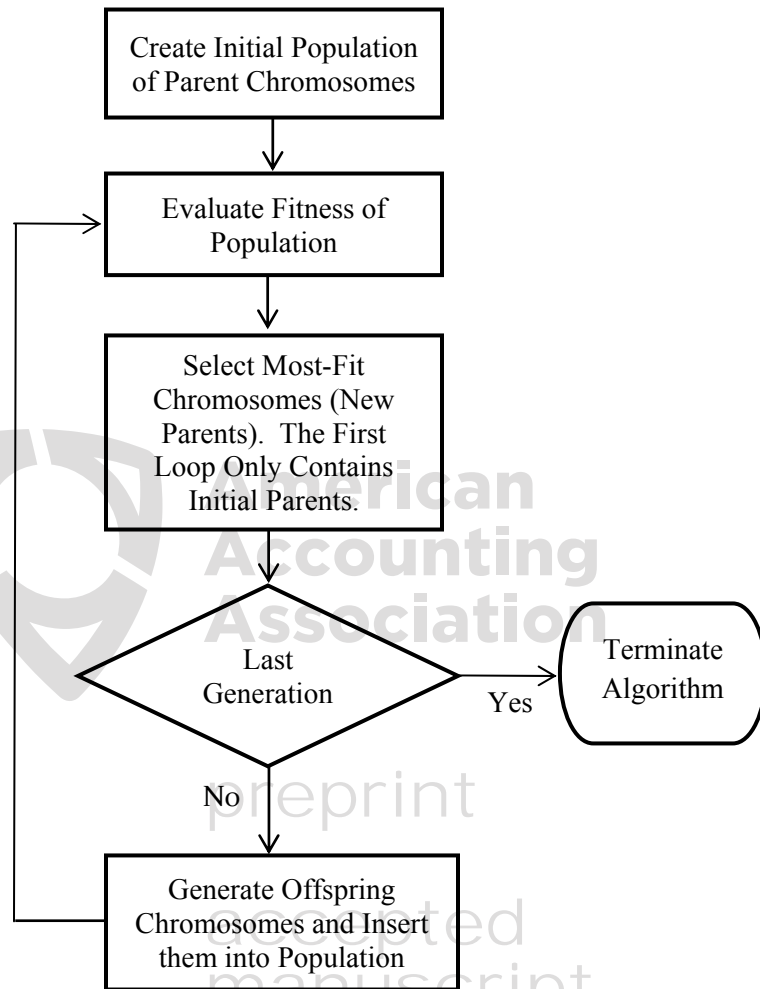 Create Initial Population
of Parent Chromosomes
Evaluate Fitness of
Population
Select Most-Fit
Chromosomes (New
Parents).  The First
Loop Only Contains
Initial Parents.
American
Accounting
Association
Last
Generation
Yes
Terminate
Algorithm
No
preprint
Generate Offspring
Chromosomes and Insert
them into Population
accepted
manuscript